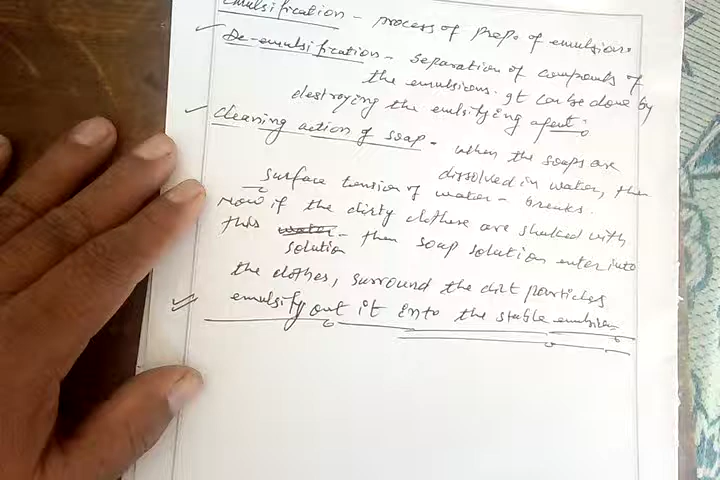 Emulsification - process of prep. of emulsions.
De-emulsification - separation of components of
the emulsions. It can be done by
destroying the emulsifying agent.
Cleaning action of soap - when the soaps are
dissolved in water, then
surface tension of water - breaks.
Now if the dirty clothes are shaked with
this water - then soap solution enter into
solution
the clothes, surround the dirt particles
emulsify out it into the stable emulsion